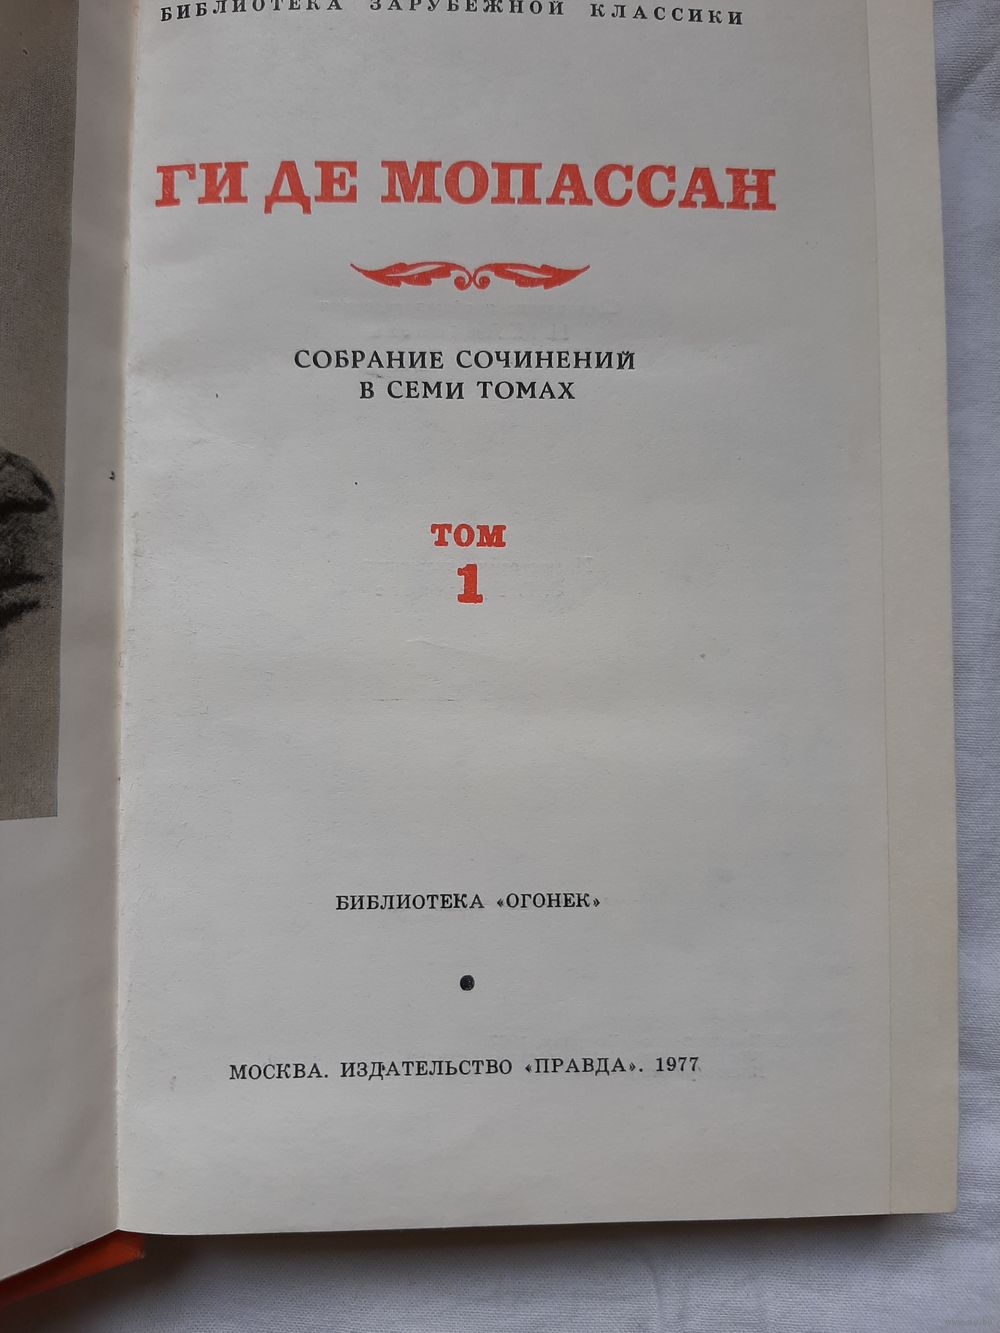 БИБЛИОТЕКА ЗАРУБЕЖНОЙ КЛАССИКИ
ГИ ДЕ МОПАССАН
СОБРАНИЕ СОЧИНЕНИЙ
В СЕМИ ТОМАХ
ТОМ
1
БИБЛИОТЕКА «ОГОНЕК»
МОСКВА. ИЗДАТЕЛЬСТВО «ПРАВДА». 1977